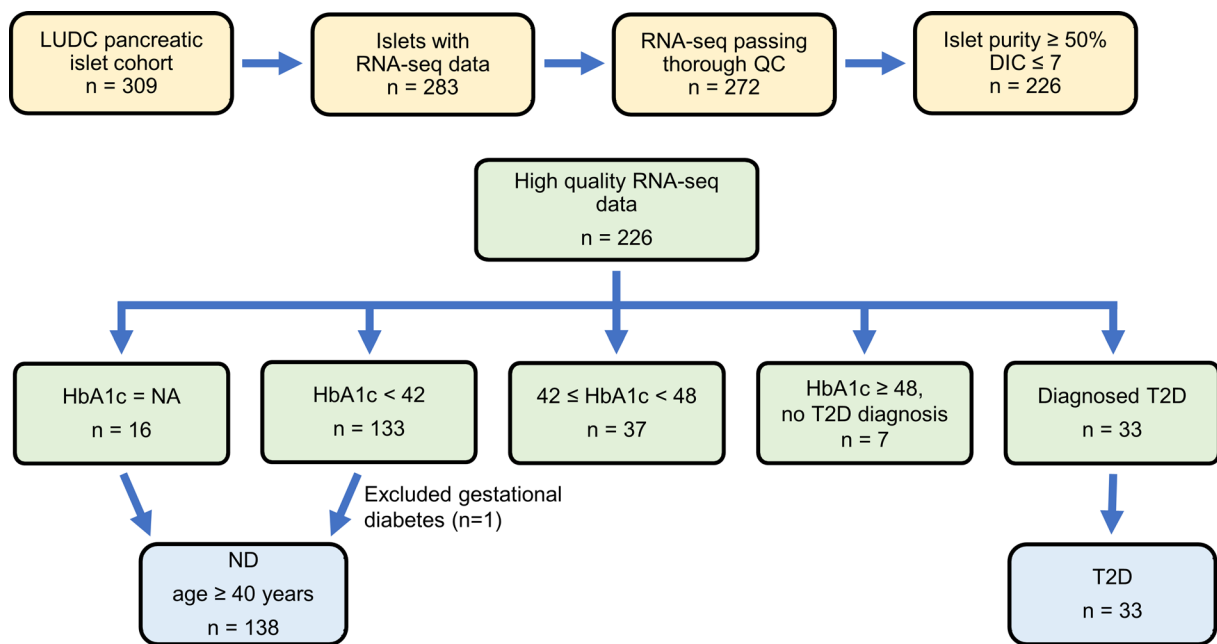 LUDC pancreatic
islet cohort
n = 309
Islets with
RNA-seq data
n = 283
RNA-seq passing
thorough QC
n = 272
Islet purity ≥ 50%
DIC ≤ 7
n = 226
High quality RNA-seq
data
n = 226
HbA1c = NA
n = 16
HbA1c < 42
n = 133
42 ≤ HbA1c < 48
n = 37
HbA1c ≥ 48,
no T2D diagnosis
n = 7
Diagnosed T2D
n = 33
Excluded gestational
diabetes (n=1)
ND
age ≥ 40 years
n = 138
T2D
n = 33